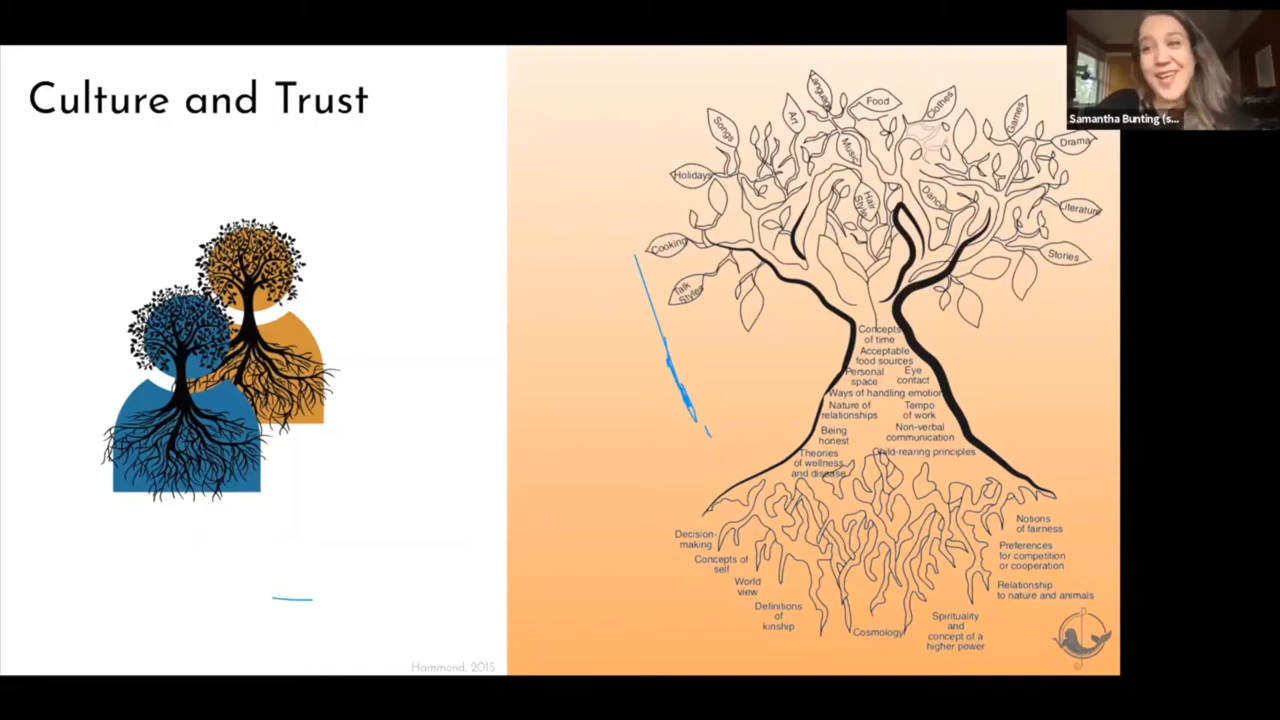 Culture and Trust
Hammond, 2015
Samantha Bunting (s...
Language
Food
Clothes
Art
Songs
Games
Drama
Music
Holidays
Hair
Style
Dance
Literature
Cooking
Stories
Talk
Styles
Concepts
of time
Acceptable
food sources
Personal
space
Eye
contact
Ways of handling emotion
Nature of
relationships
Tempo
of work
Being
honest
Non-verbal
communication
Theories
of wellness
and disease
Child-rearing principles
Decision-
making
Concepts of
self
World
view
Definitions
of
kinship
Cosmology
Spirituality
and
concept of a
higher power
Notions
of fairness
Preferences
for competition
or cooperation
Relationship
to nature and animals